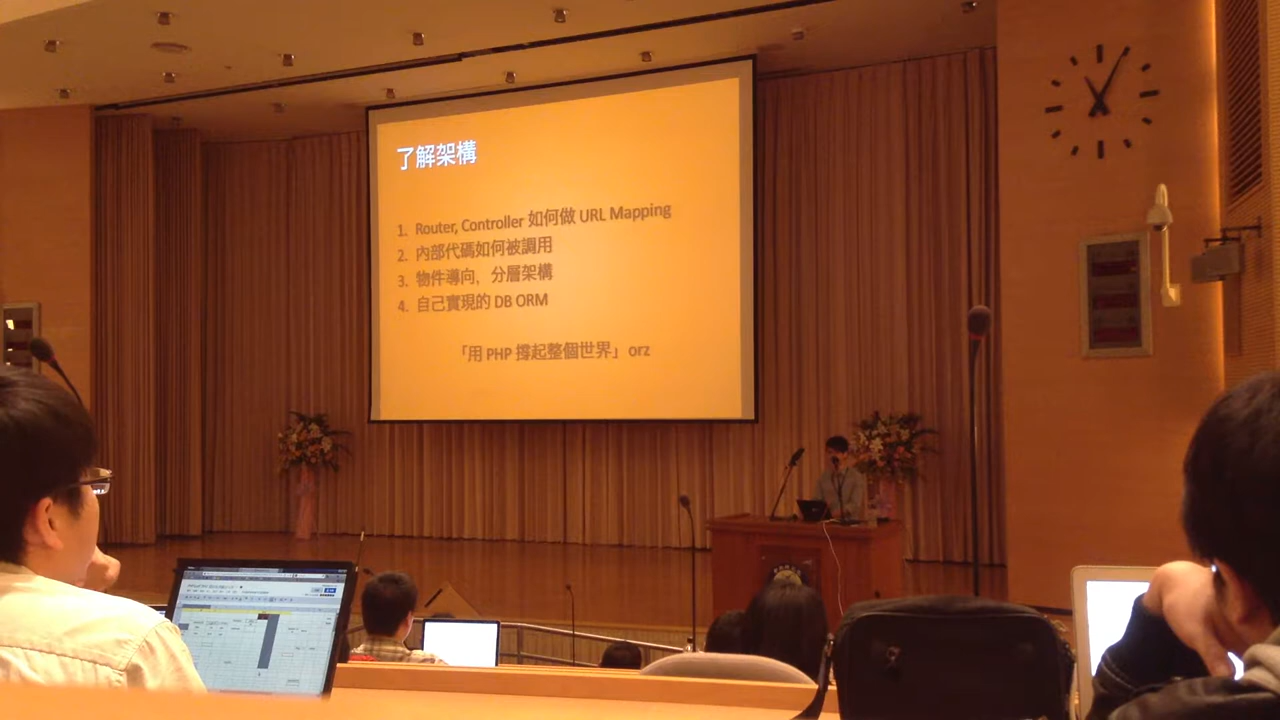 了解架構
1. Router, Controller 如何做 URL Mapping
2. 內部代碼如何被調用
3. 物件導向，分層架構
4. 自己實現的 DB ORM
「用 PHP 撐起整個世界」orz